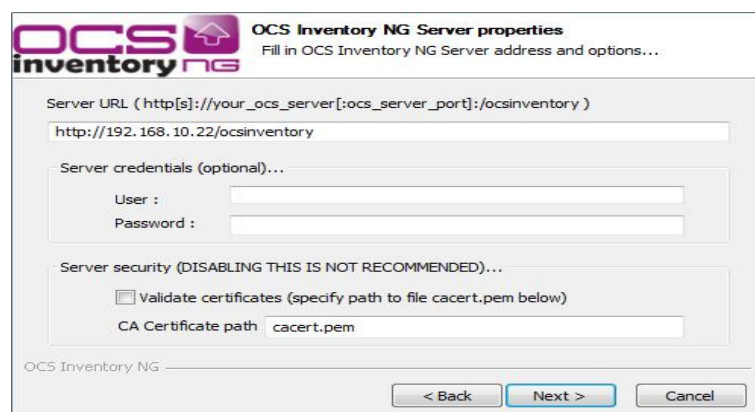 OCS
inventory NG
OCS Inventory NG Server properties
Fill in OCS Inventory NG Server address and options...
Server URL ( http[s]://your_ocs_server[:ocs_server_port]:/ocsinventory )
http://192.168.10.22/ocsinventory
Server credentials (optional)...
User :
Password :
Server security (DISABLING THIS IS NOT RECOMMENDED)...
Validate certificates (specify path to file cacert.pem below)
CA Certificate path cacert.pem
OCS Inventory NG
< Back Next > Cancel